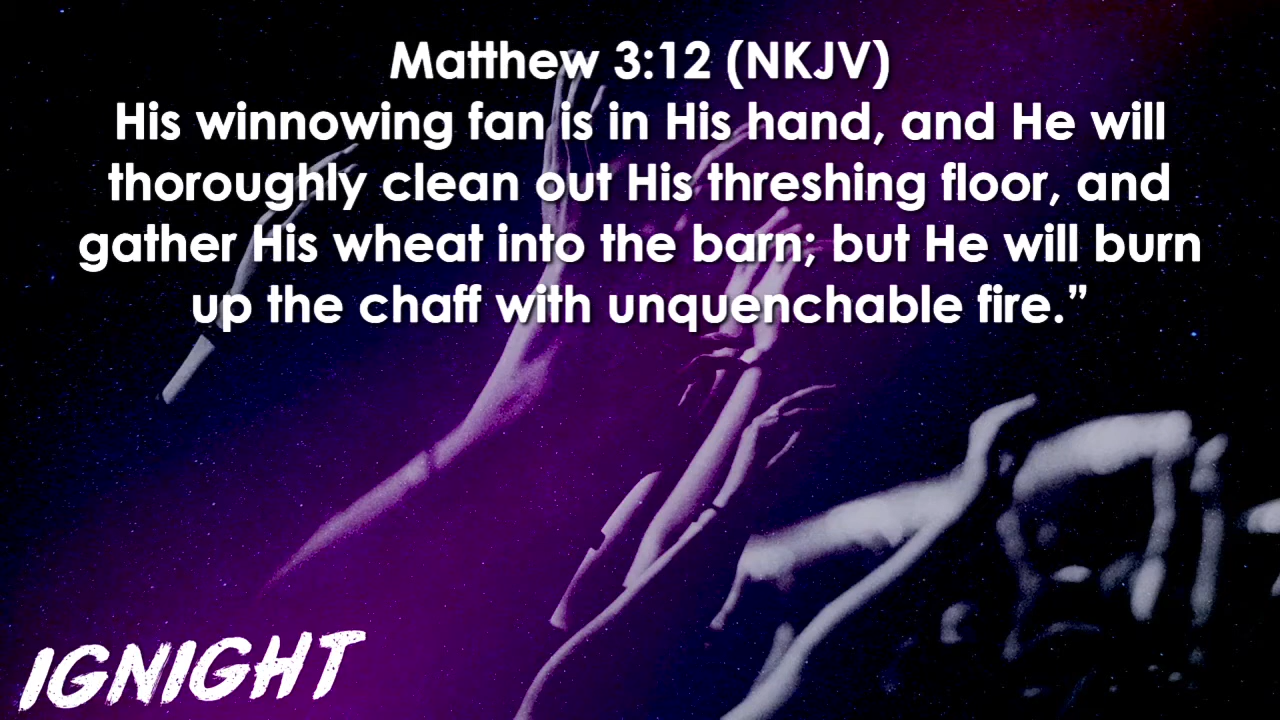 Matthew 3:12 (NKJV)
His winnowing fan is in His hand, and He will
thoroughly clean out His threshing floor, and
gather His wheat into the barn; but He will burn
up the chaff with unquenchable fire.”
IGNIGHT